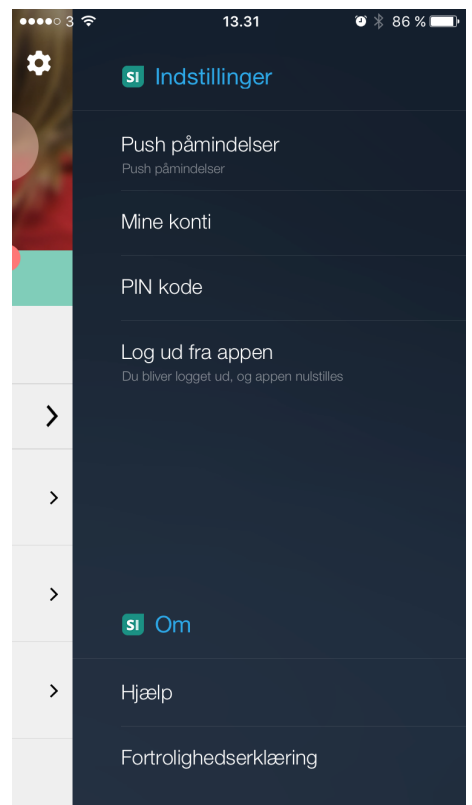 3 13.31 86 %
SI Indstillinger
Push påmindelser
Push påmindelser
Mine konti
PIN kode
Log ud fra appen
Du bliver logget ud, og appen nulstilles
SI Om
Hjælp
Fortrolighedserklæring